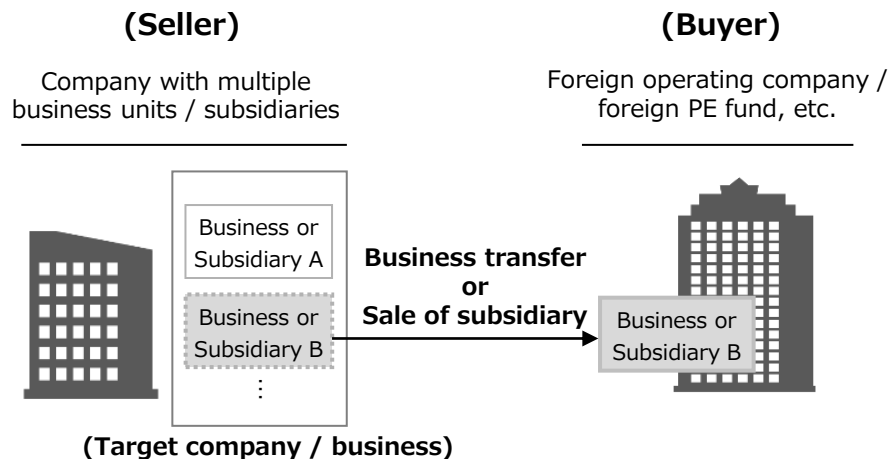 (Seller)
Company with multiple
business units / subsidiaries
(Buyer)
Foreign operating company /
foreign PE fund, etc.
Business or
Subsidiary A
Business or
Subsidiary B
⋮
(Target company / business)
Business transfer
or
Sale of subsidiary
Business or
Subsidiary B